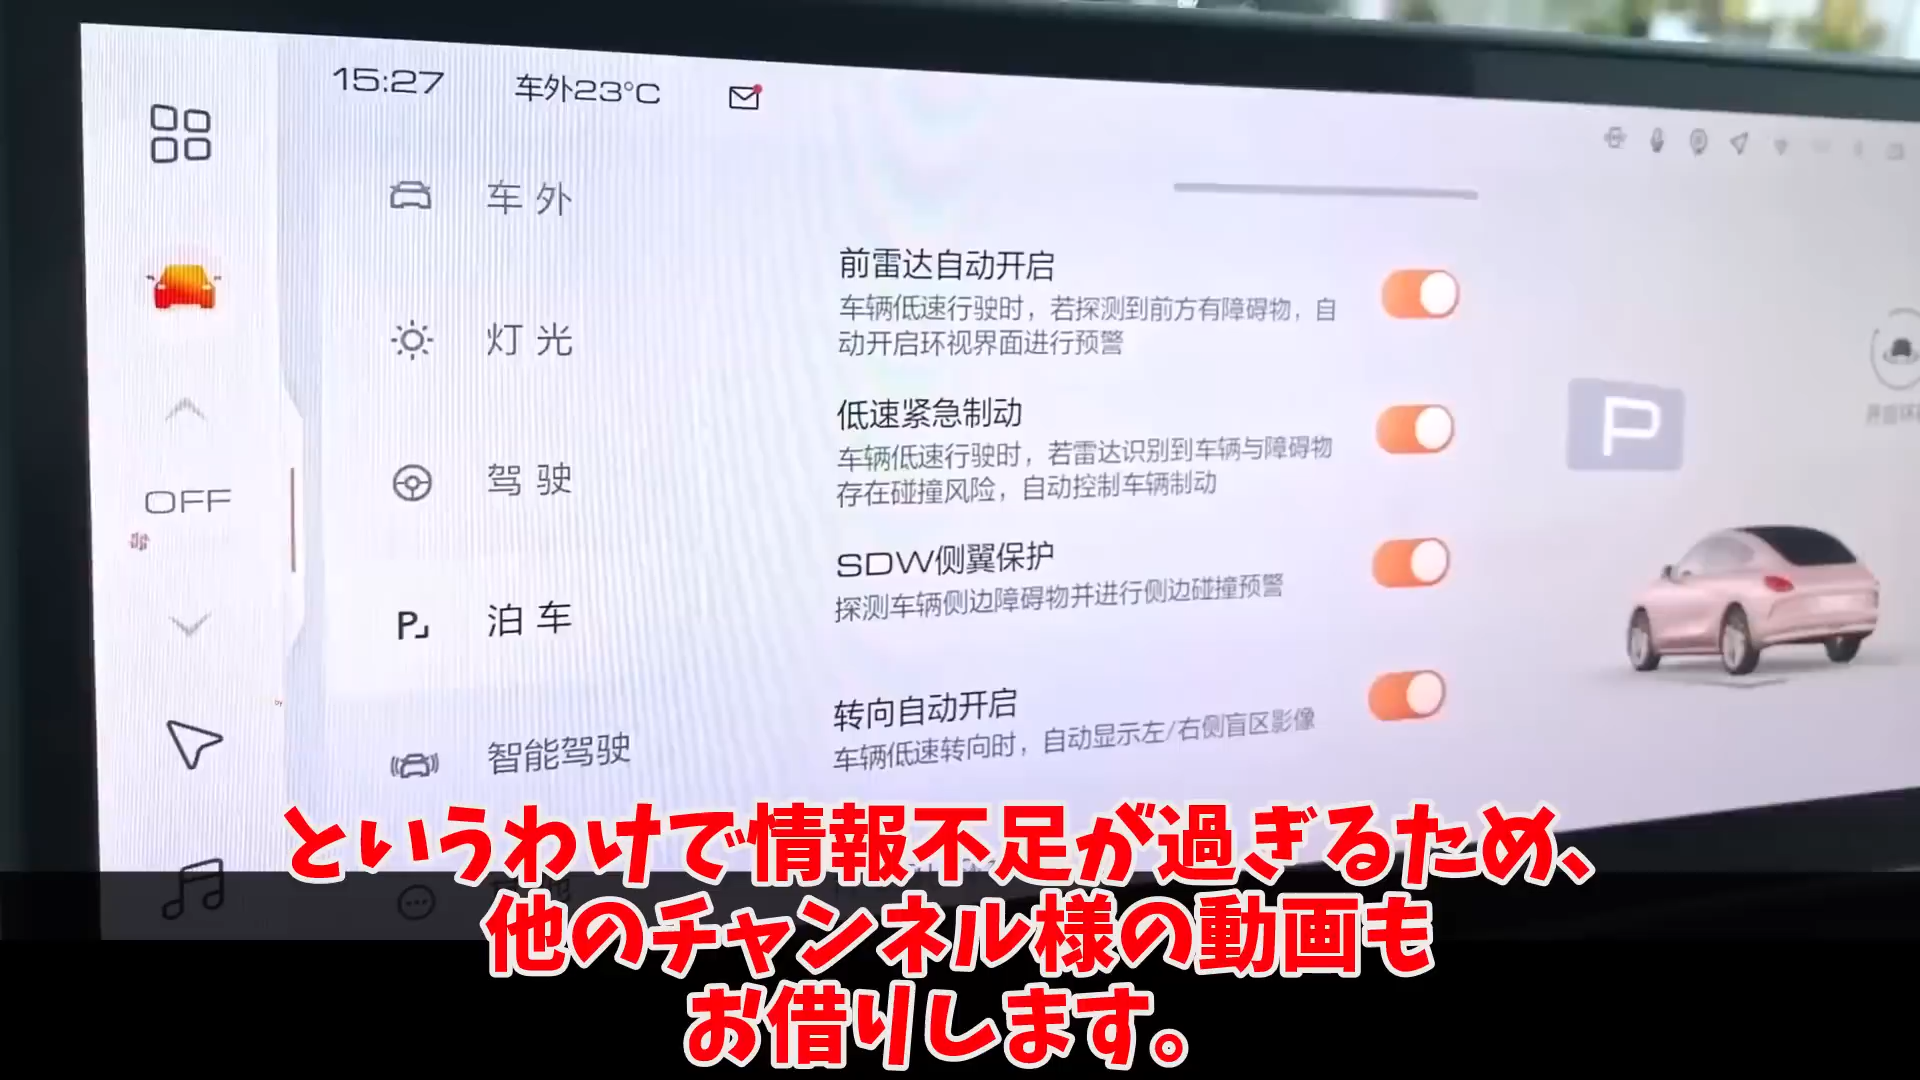 15:27 车外23°C
车外
灯光
OFF
驾驶
泊车
智能驾驶
前雷达自动开启
车辆低速行驶时，若探测到前方有障碍物，自
动开启环视界面进行预警
低速紧急制动
车辆低速行驶时，若雷达识别到车辆与障碍物
存在碰撞风险，自动控制车辆制动
SDW侧翼保护
探测车辆侧边障碍物并进行侧边碰撞预警
转向自动开启
车辆低速转向时，自动显示左/右侧盲区影像
P
というわけで情報不足が過ぎるため、
他のチャンネル様の動画も
お借りします。